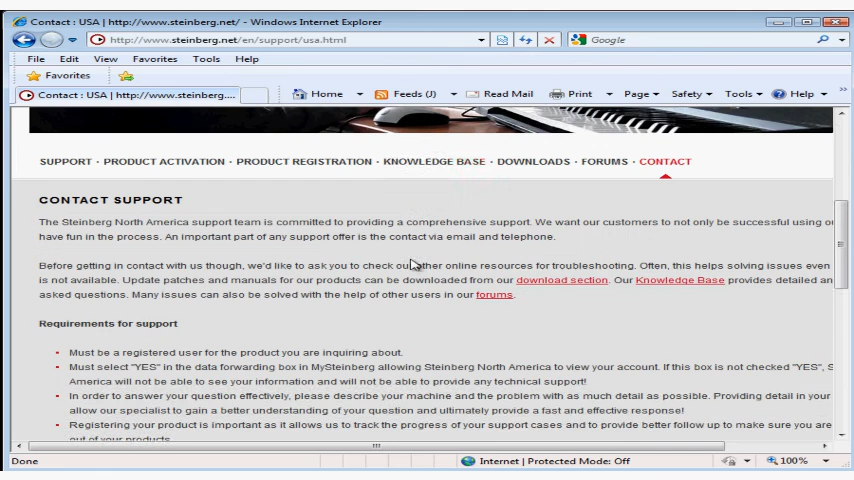 Contact : USA | http://www.steinberg.net/ - Windows Internet Explorer
http://www.steinberg.net/en/support/usa.html
Google
File Edit View Favorites Tools Help
Favorites
Contact : USA | http://www.steinberg.... Home Feeds (J) Read Mail Print Page Safety Tools Help »
SUPPORT · PRODUCT ACTIVATION · PRODUCT REGISTRATION · KNOWLEDGE BASE · DOWNLOADS · FORUMS · CONTACT
CONTACT SUPPORT
The Steinberg North America support team is committed to providing a comprehensive support. We want our customers to not only be successful using
have fun in the process. An important part of any support offer is the contact via email and telephone.
Before getting in contact with us though, we'd like to ask you to check our other online resources for troubleshooting. Often, this helps solving issues even
is not available. Update patches and manuals for our products can be downloaded from our download section. Our Knowledge Base provides detailed an
asked questions. Many issues can also be solved with the help of other users in our forums.
Requirements for support
Must be a registered user for the product you are inquiring about.
Must select "YES" in the data forwarding box in MySteinberg allowing Steinberg North America to view your account. If this box is not checked "YES", S
America will not be able to see your information and will not be able to provide any technical support!
In order to answer your question effectively, please describe your machine and the problem with as much detail as possible. Providing detail in your
allow our specialist to gain a better understanding of your question and ultimately provide a fast and effective response!
Registering your product is important as it allows us to track the progress of your support cases and to provide better follow up to make sure you are
out of your products.
Done Internet | Protected Mode: Off 100%